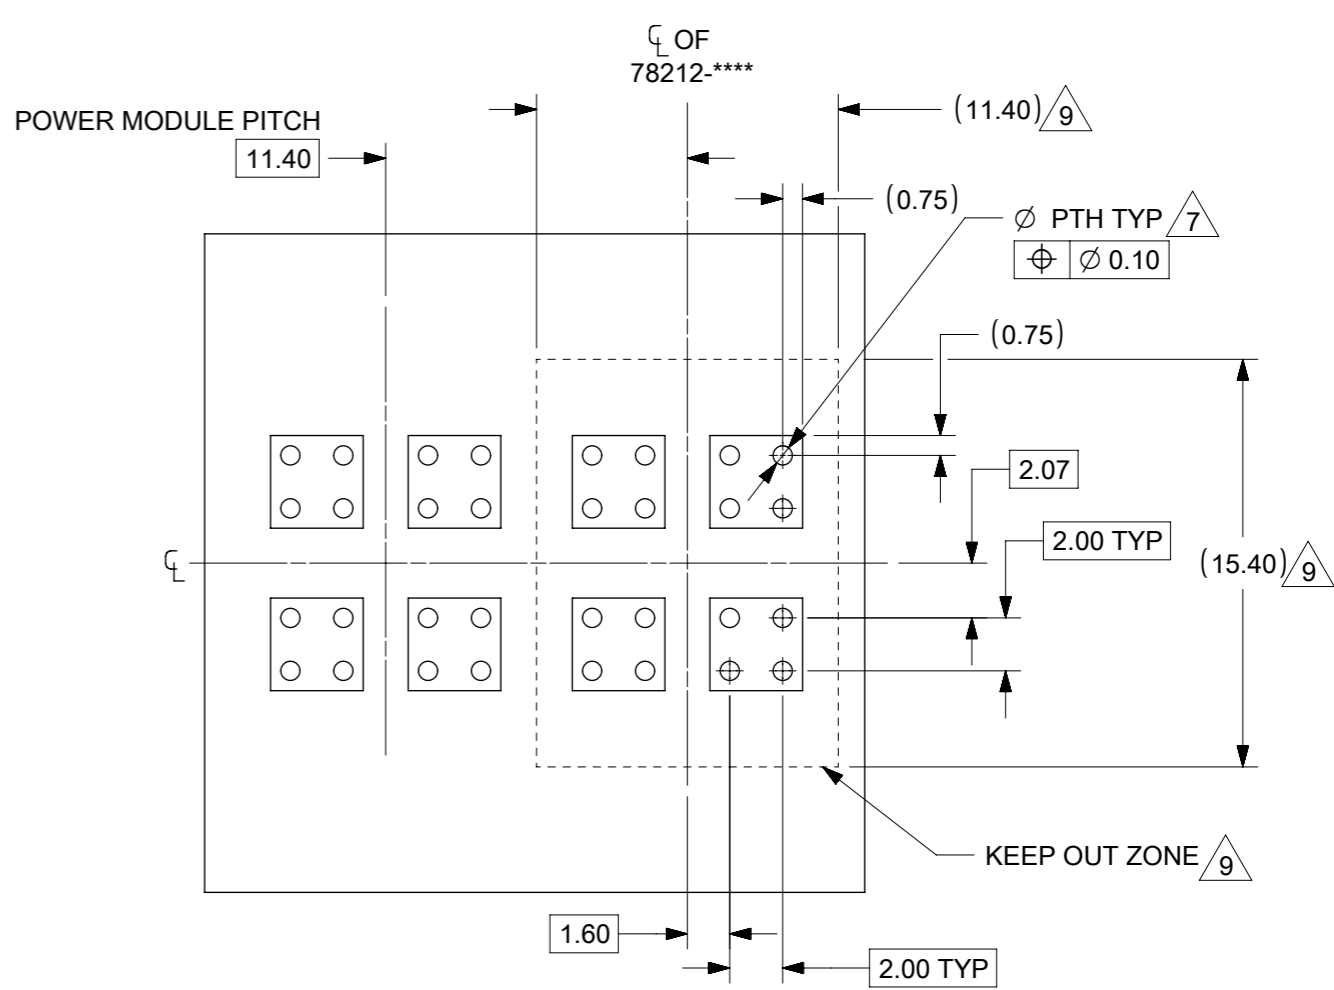 ℄ OF
78212-****
POWER MODULE PITCH
11.40
(11.40) 9
(0.75)
⌀ PTH TYP 7
⌖ ⌀ 0.10
(0.75)
2.07
2.00 TYP
℄
(15.40) 9
KEEP OUT ZONE 9
1.60
2.00 TYP